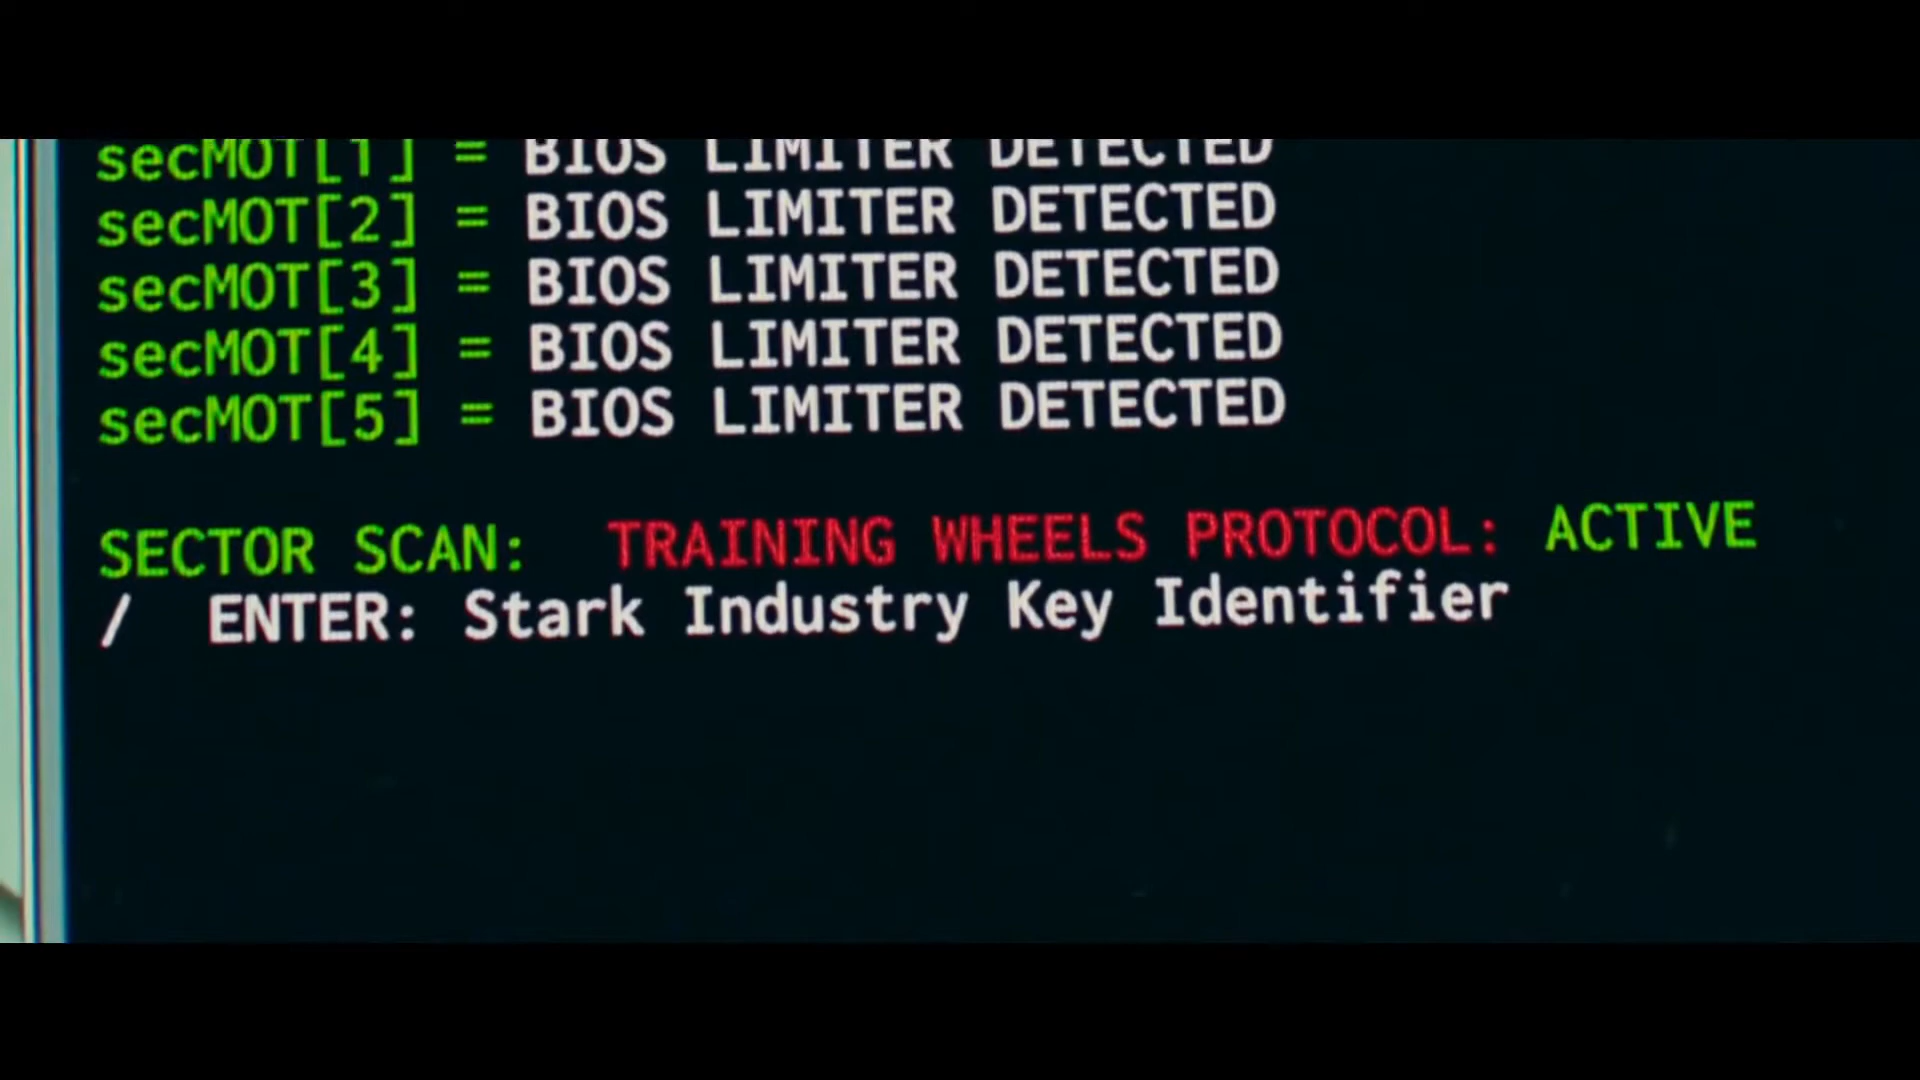 secMOT[1] = BIOS LIMITER DETECTED
secMOT[2] = BIOS LIMITER DETECTED
secMOT[3] = BIOS LIMITER DETECTED
secMOT[4] = BIOS LIMITER DETECTED
secMOT[5] = BIOS LIMITER DETECTED
SECTOR SCAN: TRAINING WHEELS PROTOCOL: ACTIVE
/ ENTER: Stark Industry Key Identifier